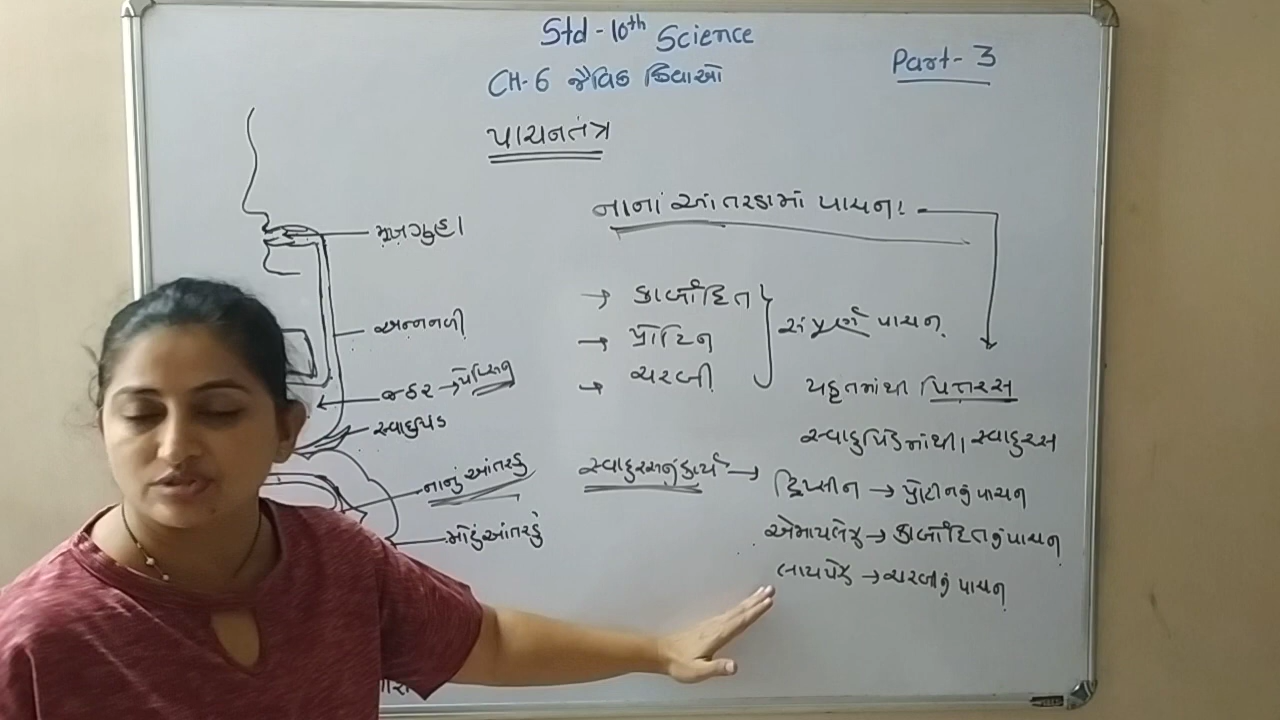 Std - 10th Science
CH-6 જૈવિક ક્રિયાઓ
Part - 3
પાચનતંત્ર
મુખગુહા
અન્નનળી
જઠર → પેપ્સિન
સ્વાદુપિંડ
નાનું આંતરડું
મોટું આંતરડું
નાનાં આંતરડામાં પાચન:
→ કાર્બોદિત
→ પ્રોટિન
→ ચરબી
સંપૂર્ણ પાચન
યકૃતમાંથી પિત્તરસ
સ્વાદુપિંડમાંથી સ્વાદુરસ
સ્વાદુરસનું કાર્ય → ટ્રિપ્સીન → પ્રોટીનનું પાચન
એમાયલેઝ → કાર્બોદિતનું પાચન
લાયપેઝ → ચરબીનું પાચન